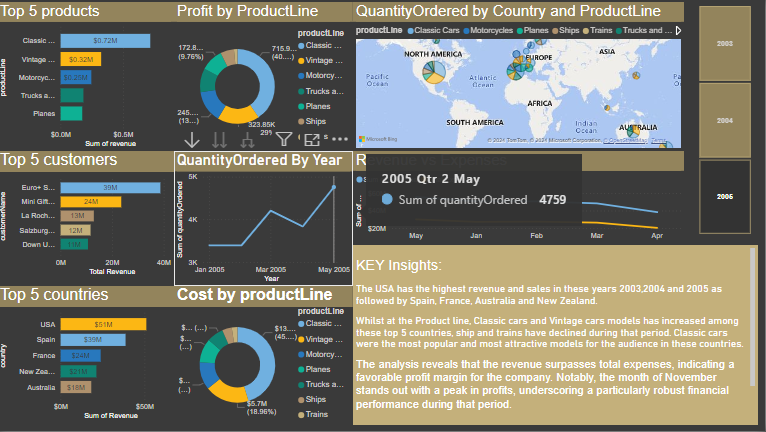 Top 5 products
productLine
Classic ...
Vintage ...
Motorcyc...
Trucks a...
Planes
$0.72M
$0.32M
$0.25M
$0.0M
$0.5M
Sum of revenue
Profit by ProductLine
172.8...
(9.76%)
715.9...
(40....)
245....
(13...)
323.85K
productLine
Classic ...
Vintage ...
Motorcy...
Trucks a...
Planes
Ships
QuantityOrdered by Country and ProductLine
productLine
Classic Cars
Motorcycles
Planes
Ships
Trains
Trucks and ...
NORTH AMERICA
EUROPE
ASIA
Pacific
Ocean
Atlantic
Ocean
AFRICA
Pacific
Ocean
SOUTH AMERICA
Indian
Ocean
AUSTRALIA
Microsoft Bing
© 2024 TomTom, © 2024 Microsoft Corporation, © OpenStreetMap Terms
2003
2004
2005
Top 5 customers
customerName
Euro+ S...
Mini Gift...
La Roch...
Salzburg...
Down U...
39M
24M
13M
12M
11M
0M
20M
40M
Total Revenue
QuantityOrdered By Year
Sum of quantityOrdered
5K
4K
3K
Jan 2005
Mar 2005
May 2005
Year
2005 Qtr 2 May
Sum of quantityOrdered 4759
$20M
May
Jan
Feb
Mar
Apr
Top 5 countries
country
USA
Spain
France
New Zea...
Australia
$51M
$39M
$24M
$21M
$18M
$0M
$50M
Sum of Revenue
Cost by productLine
$... (...)
$...
(...)
$...
(...)
$13....
(45....)
$5.7M
(18.96%)
productLine
Classic ...
Vintage ...
Motorcy...
Trucks a...
Planes
Ships
Trains
KEY Insights:
The USA has the highest revenue and sales in these years 2003,2004 and 2005 as
followed by Spain, France, Australia and New Zealand.
Whilst at the Product line, Classic cars and Vintage cars models has increased among
these top 5 countries, ship and trains have declined during that period. Classic cars
were the most popular and most attractive models for the audience in these countries.
The analysis reveals that the revenue surpasses total expenses, indicating a
favorable profit margin for the company. Notably, the month of November
stands out with a peak in profits, underscoring a particularly robust financial
performance during that period.